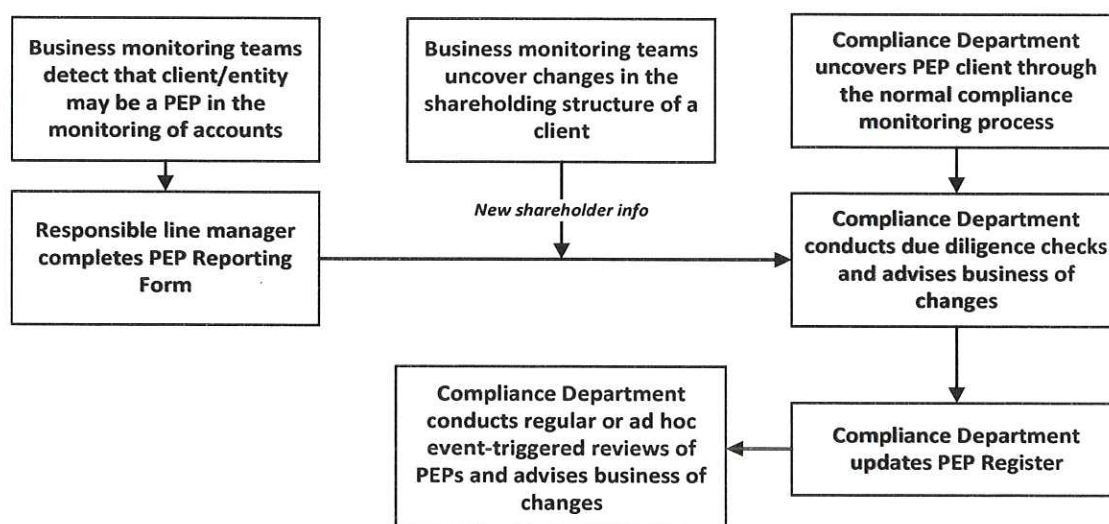 Business monitoring teams
detect that client/entity
may be a PEP in the
monitoring of accounts
Business monitoring teams
uncover changes in the
shareholding structure of a
client
Compliance Department
uncovers PEP client through
the normal compliance
monitoring process
Responsible line manager
completes PEP Reporting
Form
New shareholder info
Compliance Department
conducts due diligence checks
and advises business of
changes
Compliance Department
conducts regular or ad hoc
event-triggered reviews of
PEPs and advises business of
changes
Compliance Department
updates PEP Register